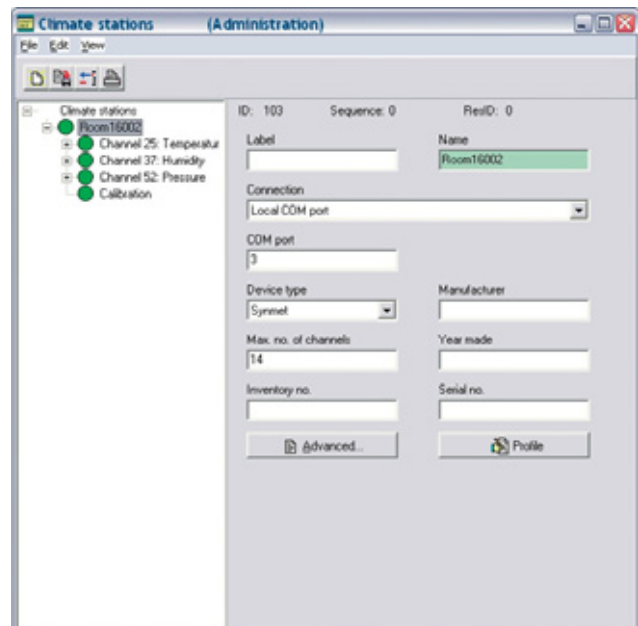 Climate stations (Administration)
File Edit View
Climate stations
Room16002
Channel 25: Temperatur
Channel 37: Humidity
Channel 52: Pressure
Calibration
ID: 103 Sequence: 0 ResID: 0
Label Name
Room16002
Connection
Local COM port
COM port
3
Device type Manufacturer
Synmet
Max. no. of channels Year made
14
Inventory no. Serial no.
Advanced... Profile